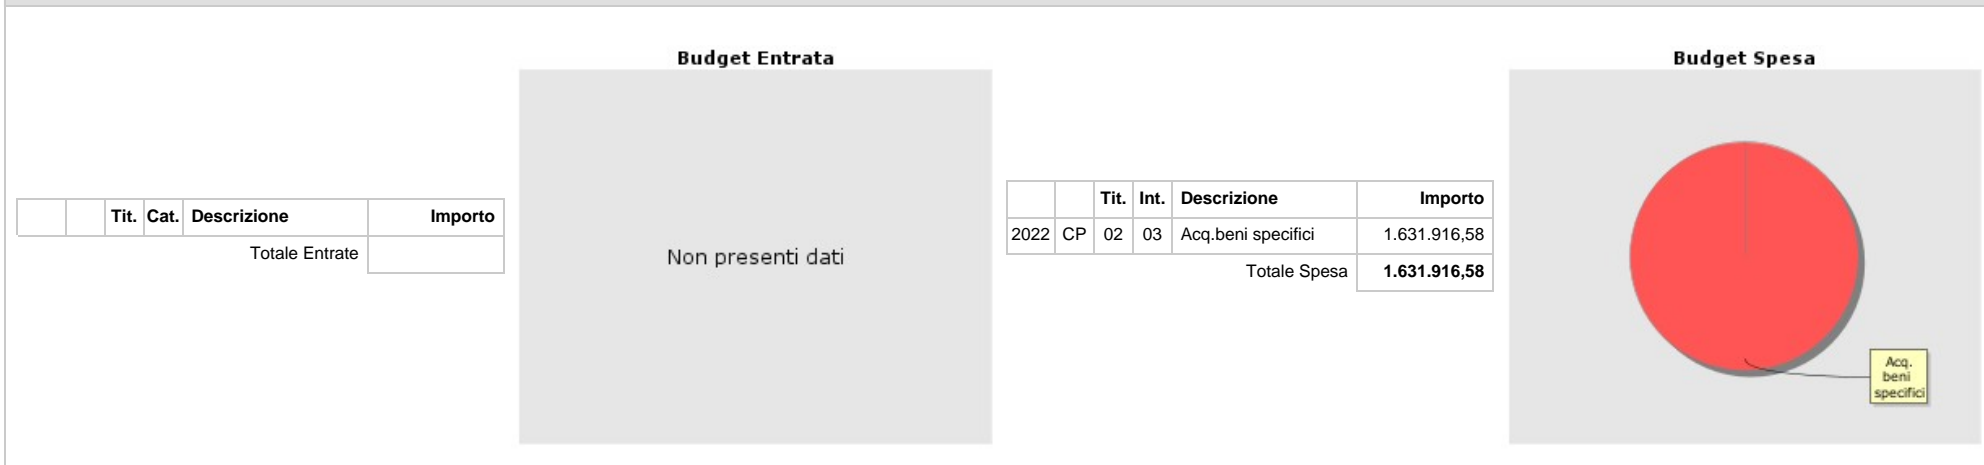 Budget Entrata
Tit. Cat. Descrizione Importo
Totale Entrate
Non presenti dati
Tit. Int. Descrizione Importo
2022 CP 02 03 Acq.beni specifici 1.631.916,58
Totale Spesa 1.631.916,58
Budget Spesa
Acq.
beni
specifici